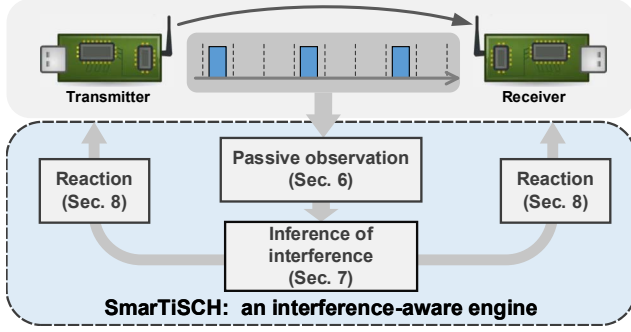 Transmitter
Receiver
Passive observation
(Sec. 6)
Reaction
(Sec. 8)
Reaction
(Sec. 8)
Inference of
interference
(Sec. 7)
SmarTiSCH: an interference-aware engine